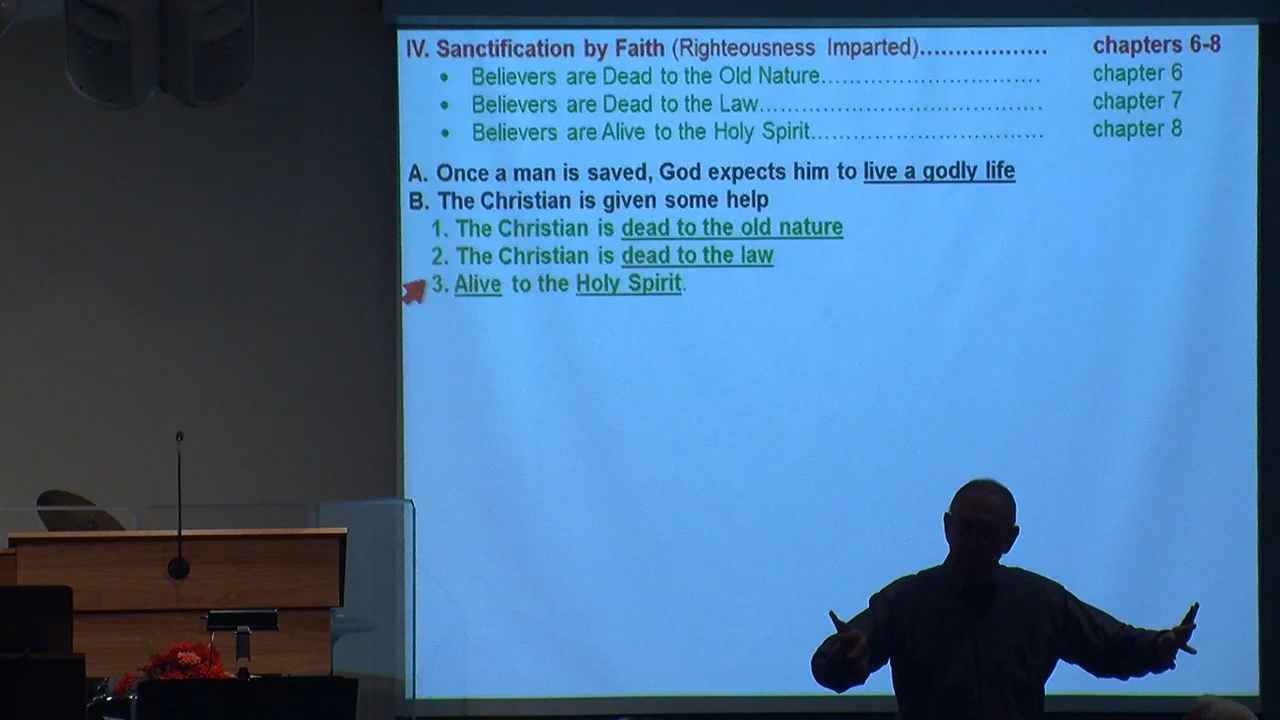 IV. Sanctification by Faith (Righteousness Imparted).................. chapters 6-8
• Believers are Dead to the Old Nature.............................. chapter 6
• Believers are Dead to the Law....................................... chapter 7
• Believers are Alive to the Holy Spirit................................ chapter 8
A. Once a man is saved, God expects him to live a godly life
B. The Christian is given some help
1. The Christian is dead to the old nature
2. The Christian is dead to the law
3. Alive to the Holy Spirit.